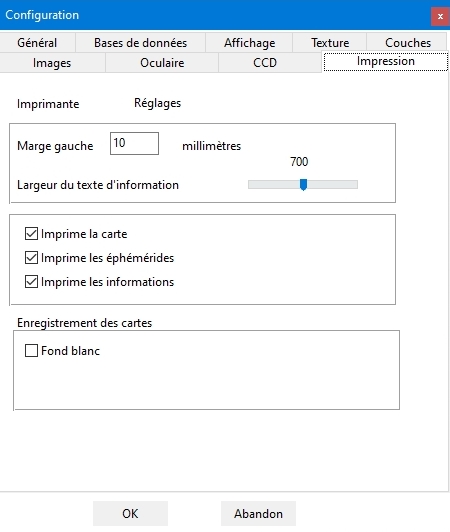 Configuration x
Général Bases de données Affichage Texture Couches
Images Oculaire CCD Impression
Imprimante Réglages
Marge gauche 10 millimètres
700
Largeur du texte d'information
Imprime la carte
Imprime les éphémérides
Imprime les informations
Enregistrement des cartes
Fond blanc
OK Abandon